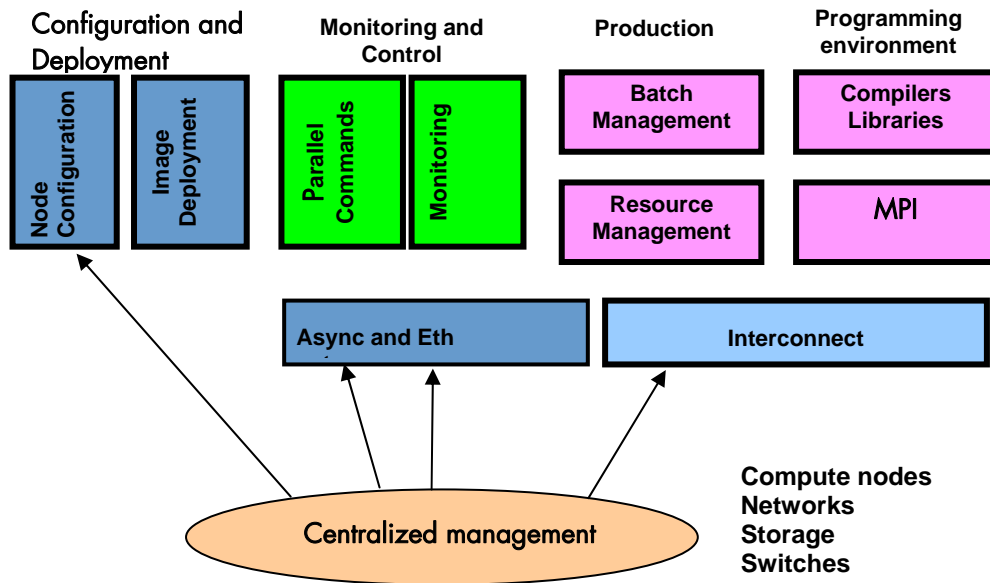 Configuration and
Deployment
Monitoring and
Control
Production
Programming
environment
Node
Configuration
Image
Deployment
Parallel
Commands
Monitoring
Batch
Management
Compilers
Libraries
Resource
Management
MPI
Async and Eth
Interconnect
Centralized management
Compute nodes
Networks
Storage
Switches